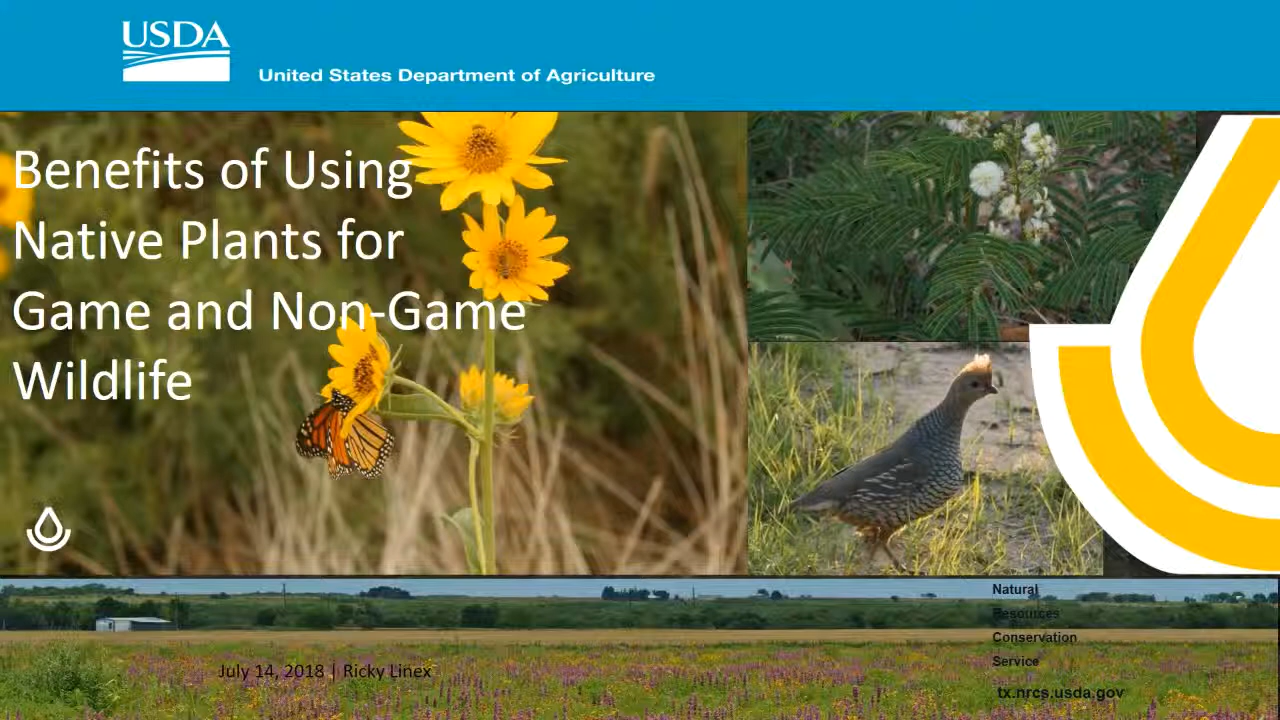 USDA
United States Department of Agriculture
Benefits of Using
Native Plants for
Game and Non-Game
Wildlife
Natural
Resources
Conservation
Service
July 14, 2018 | Ricky Linex
tx.nrcs.usda.gov